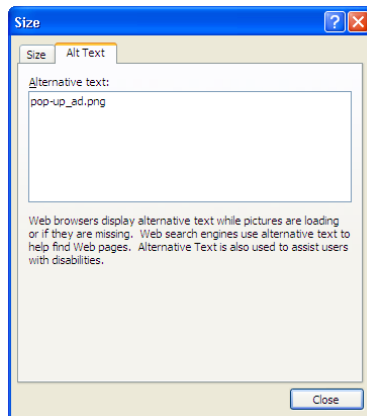 Size
Size Alt Text
Alternative text:
pop-up_ad.png
Web browsers display alternative text while pictures are loading
or if they are missing. Web search engines use alternative text to
help find Web pages. Alternative Text is also used to assist users
with disabilities.
Close